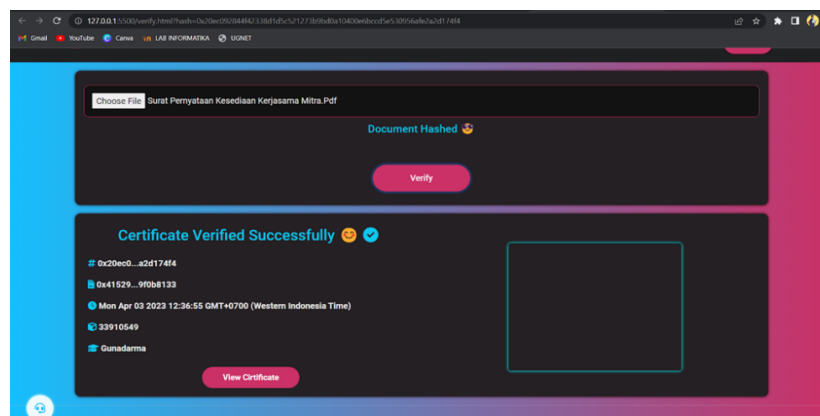 127.0.0.1:5500/verify.html?hash=0x20ec092844f42338d1d5c521273b9bd0a10400e6bccd5e530956afe2a2d174f4
Gmail YouTube Canva LAB INFORMATIKA UGNET
Choose File Surat Pernyataan Kesediaan Kerjasama Mitra.Pdf
Document Hashed
Verify
Certificate Verified Successfully
# 0x20ec0...a2d174f4
0x41529...9f0b8133
Mon Apr 03 2023 12:36:55 GMT+0700 (Western Indonesia Time)
33910549
Gunadarma
View Cirtificate